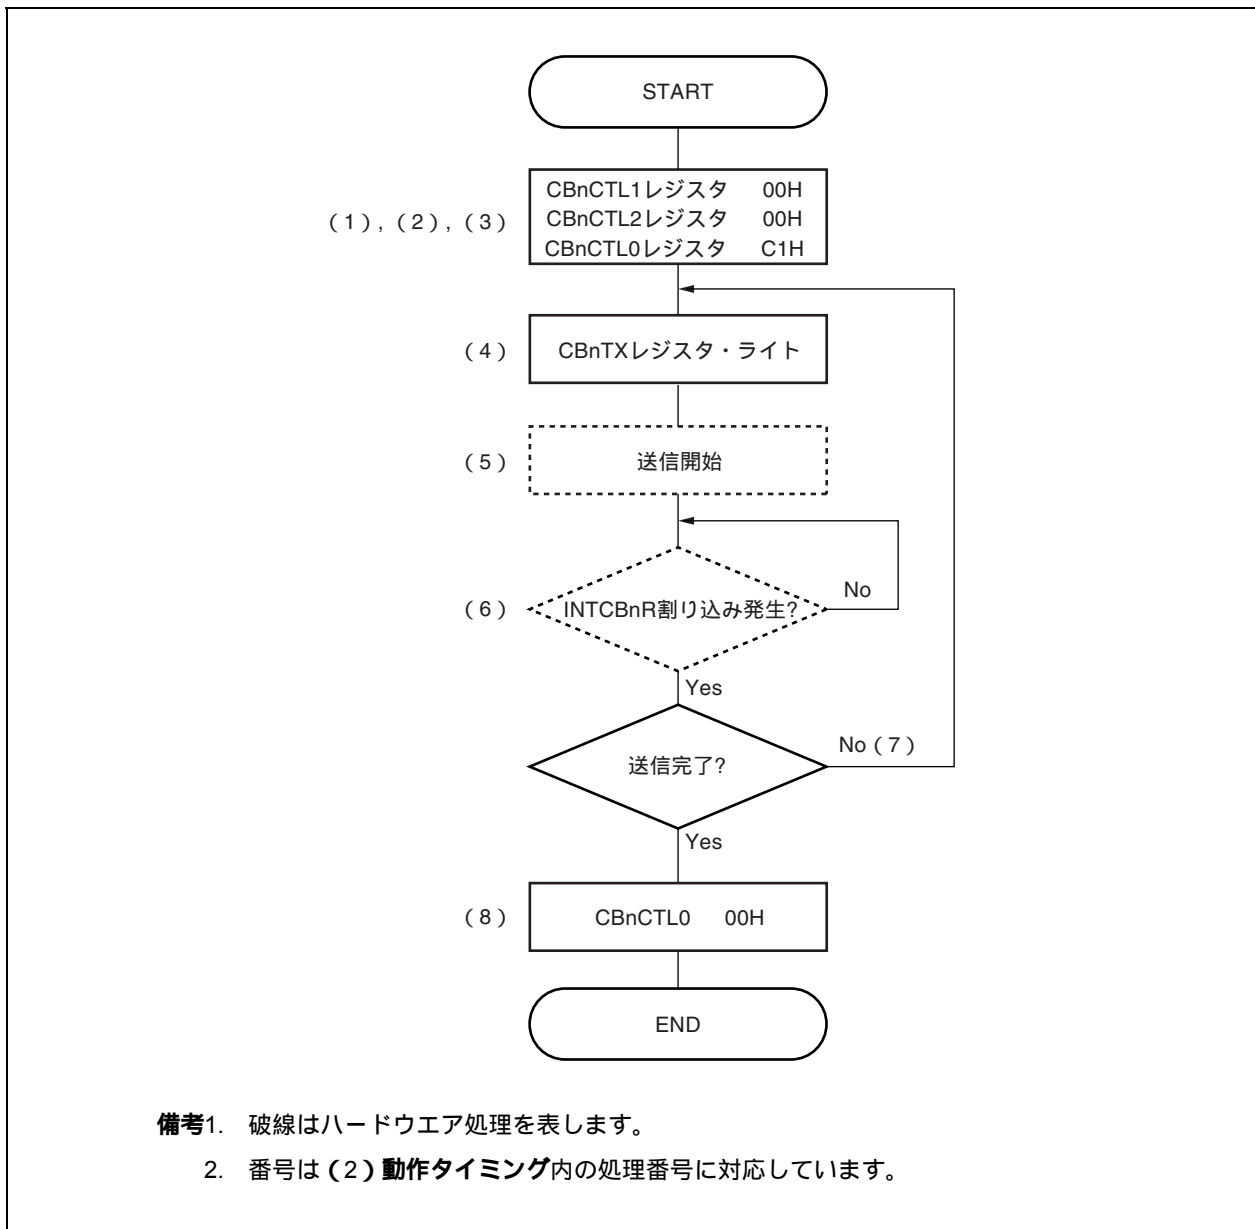 START
CBnCTL1レジスタ 00H
(1),(2),(3) CBnCTL2レジスタ 00H
CBnCTL0レジスタ C1H
(4) CBnTXレジスタ・ライト
(5) 送信開始
(6) INTCBnR割り込み発生? No
Yes
送信完了? No(7)
Yes
(8) CBnCTL0 00H
END
備考1. 破線はハードウエア処理を表します。
2. 番号は(2)動作タイミング内の処理番号に対応しています。